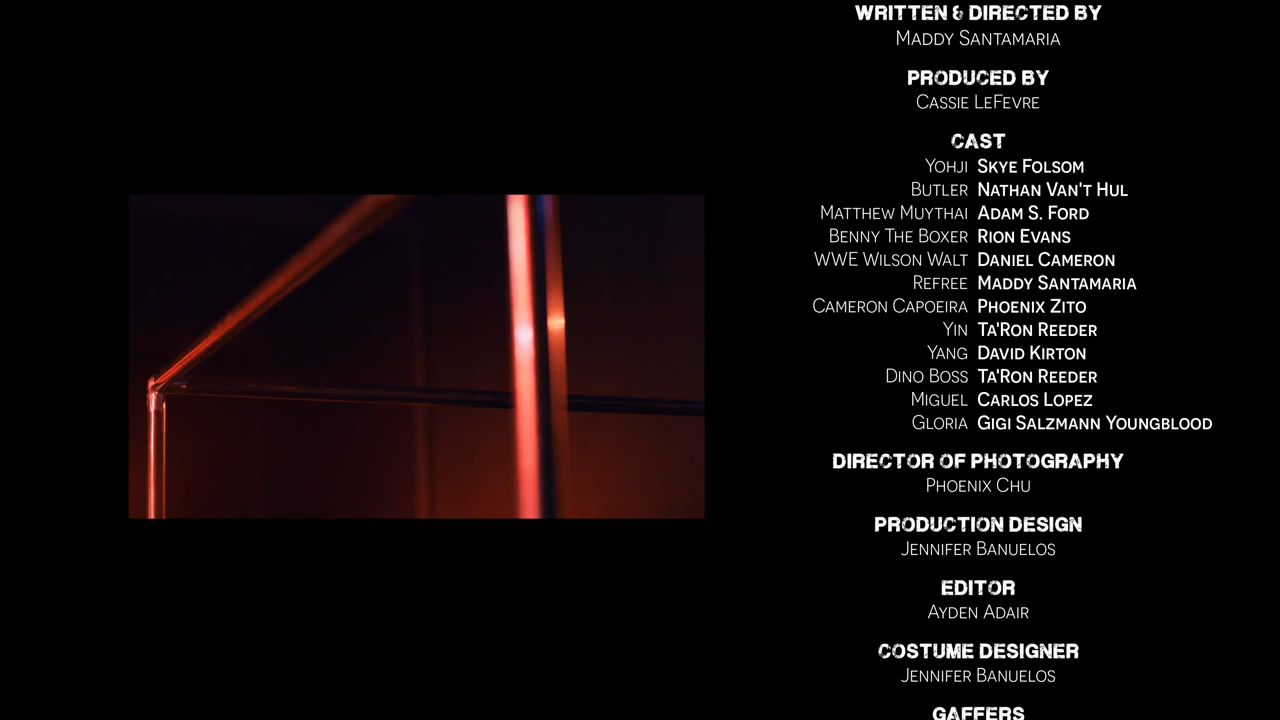 WRITTEN & DIRECTED BY
MADDY SANTAMARIA
PRODUCED BY
CASSIE LEFEVRE
CAST
YOHJI SKYE FOLSOM
BUTLER NATHAN VAN'T HUL
MATTHEW MUYTHAI ADAM S. FORD
BENNY THE BOXER RION EVANS
WWE WILSON WALT DANIEL CAMERON
REFREE MADDY SANTAMARIA
CAMERON CAPOEIRA PHOENIX ZITO
YIN TA'RON REEDER
YANG DAVID KIRTON
DINO BOSS TA'RON REEDER
MIGUEL CARLOS LOPEZ
GLORIA GIGI SALZMANN YOUNGBLOOD
DIRECTOR OF PHOTOGRAPHY
PHOENIX CHU
PRODUCTION DESIGN
JENNIFER BANUELOS
EDITOR
AYDEN ADAIR
COSTUME DESIGNER
JENNIFER BANUELOS
GAFFERS